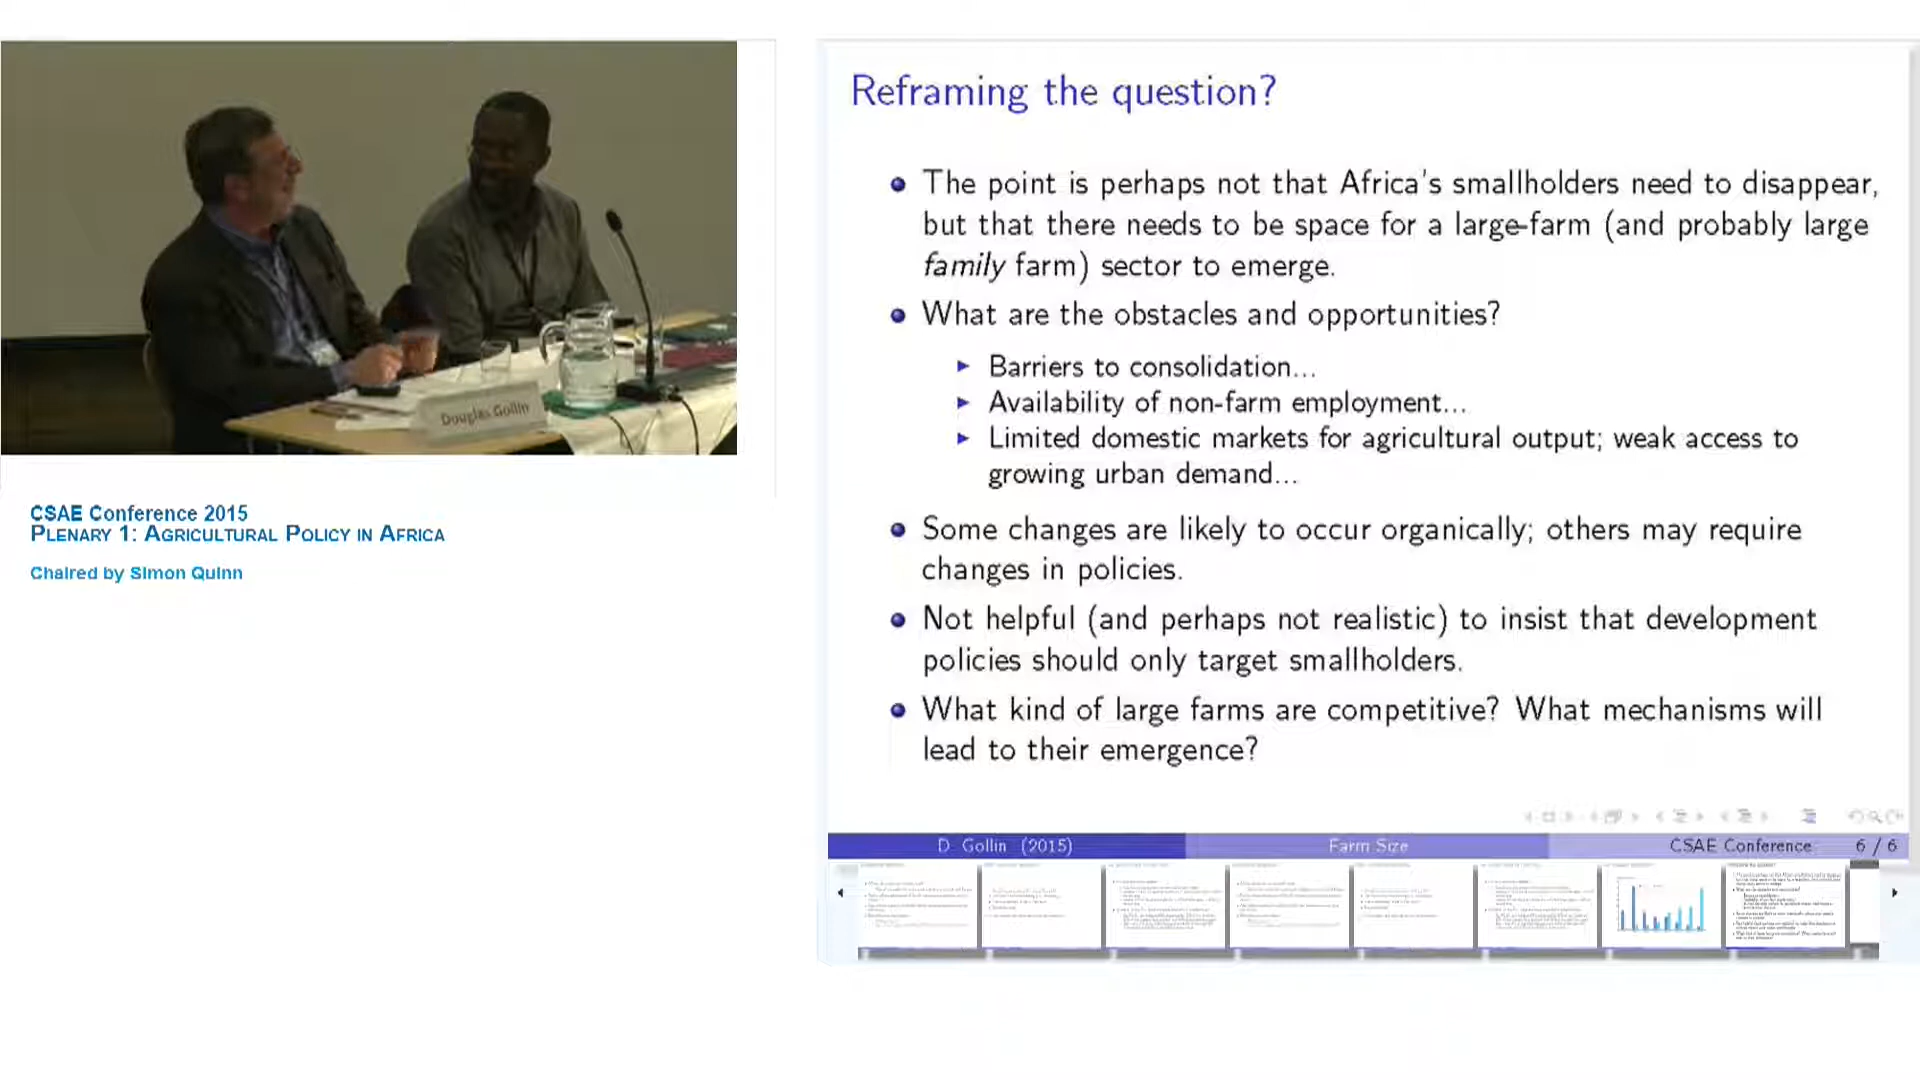 Reframing the question?
The point is perhaps not that Africa's smallholders need to disappear,
but that there needs to be space for a large-farm (and probably large
family farm) sector to emerge.
What are the obstacles and opportunities?
Barriers to consolidation...
Availability of non-farm employment...
Limited domestic markets for agricultural output; weak access to
growing urban demand...
Some changes are likely to occur organically; others may require
changes in policies.
Not helpful (and perhaps not realistic) to insist that development
policies should only target smallholders.
What kind of large farms are competitive? What mechanisms will
lead to their emergence?
D. Gollin (2015)
Farm Size
CSAE Conference
6 / 6
Douglas Gollin
CSAE Conference 2015
Plenary 1: Agricultural Policy in Africa
Chaired by Simon Quinn